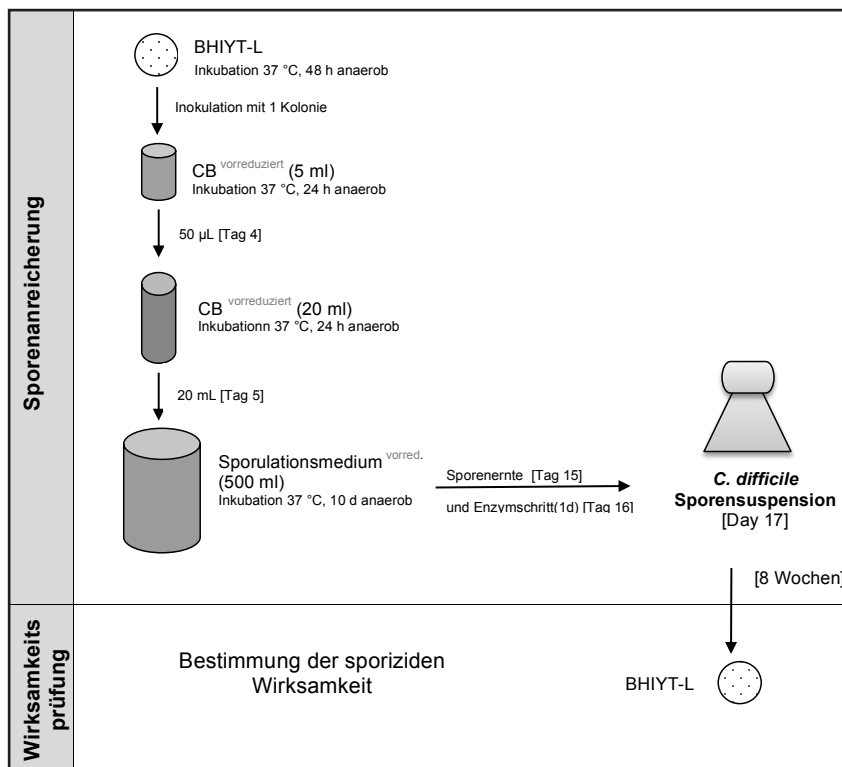 Sporenanreicherung
BHIYT-L
Inkubation 37 °C, 48 h anaerob
Inokulation mit 1 Kolonie
CB vorreduziert (5 ml)
Inkubation 37 °C, 24 h anaerob
50 µL [Tag 4]
CB vorreduziert (20 ml)
Inkubationn 37 °C, 24 h anaerob
20 mL [Tag 5]
Sporulationsmedium vorred.
(500 ml)
Inkubation 37 °C, 10 d anaerob
Sporenernte [Tag 15]
und Enzymschritt(1d) [Tag 16]
C. difficile
Sporensuspension
[Day 17]
[8 Wochen]
Wirksamkeits
prüfung
Bestimmung der sporiziden
Wirksamkeit
BHIYT-L